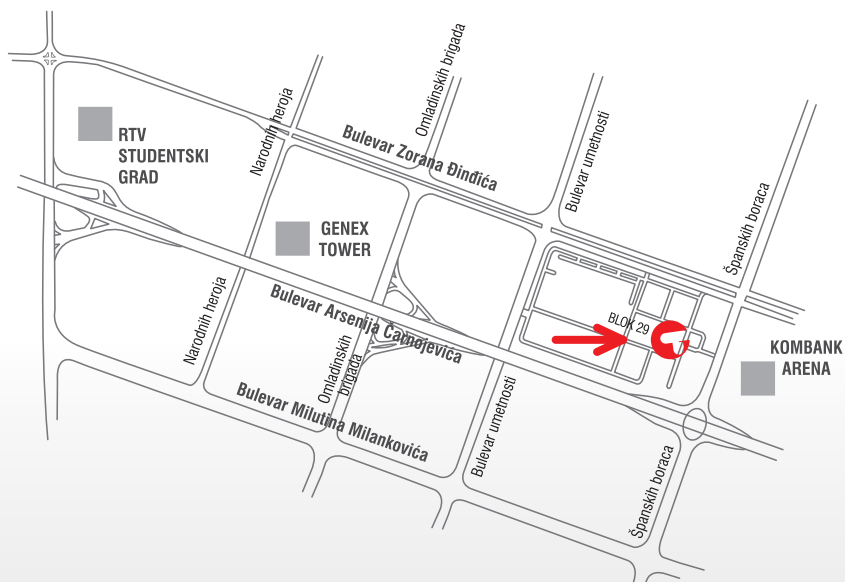 Omladinskih brigada
Narodnih heroja
RTV
STUDENTSKI
GRAD
Bulevar Zorana Đinđića
Bulevar umetnosti
Španskih boraca
GENEX
TOWER
Narodnih heroja
Bulevar Arsenija Čarnojevića
BLOK 29
KOMBANK
ARENA
Omladinskih
brigada
Bulevar umetnosti
Bulevar Milutina Milankovića
Španskih boraca